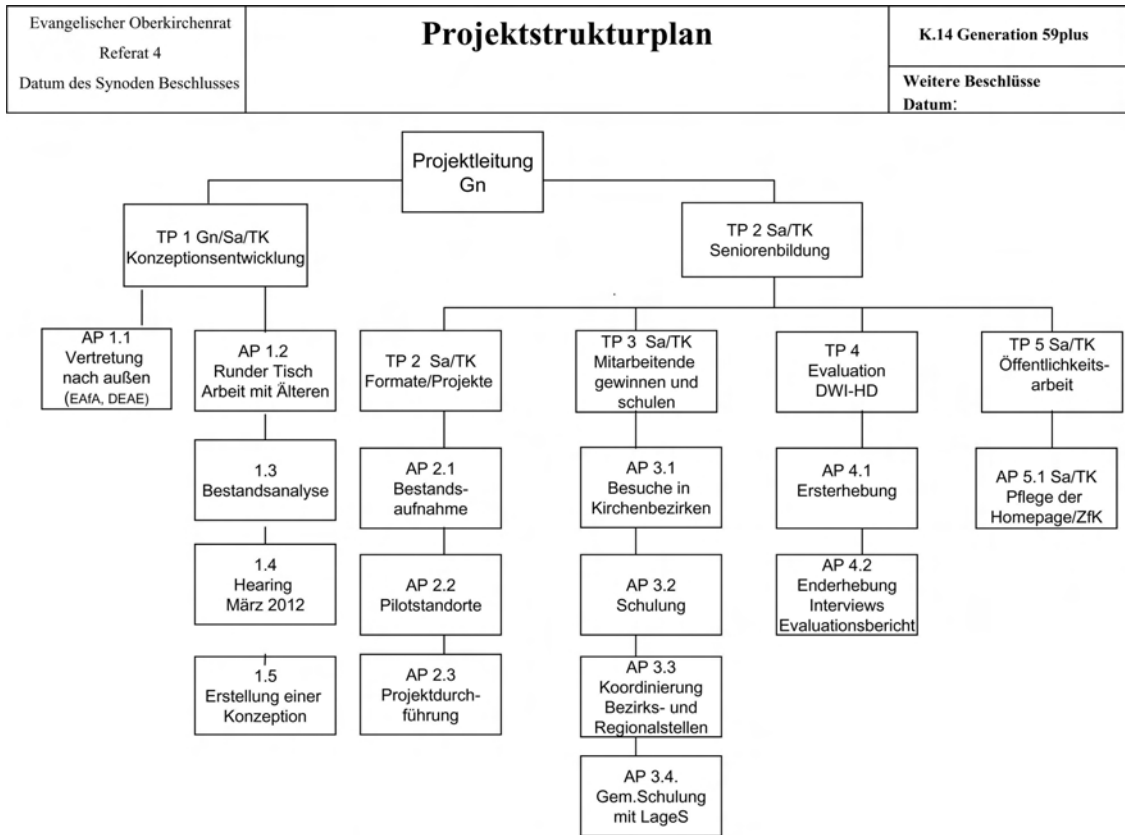 Evangelischer Oberkirchenrat
Referat 4
Datum des Synoden Beschlusses
Projektstrukturplan
K.14 Generation 59plus
Weitere Beschlüsse
Datum:
Projektleitung
Gn
TP 1 Gn/Sa/TK
Konzeptionsentwicklung
TP 2 Sa/TK
Seniorenbildung
AP 1.1
Vertretung
nach außen
(EAfA, DEAE)
AP 1.2
Runder Tisch
Arbeit mit Älteren
1.3
Bestandsanalyse
1.4
Hearing
März 2012
1.5
Erstellung einer
Konzeption
TP 2 Sa/TK
Formate/Projekte
AP 2.1
Bestands-
aufnahme
AP 2.2
Pilotstandorte
AP 2.3
Projektdurch-
führung
TP 3 Sa/TK
Mitarbeitende
gewinnen und
schulen
AP 3.1
Besuche in
Kirchenbezirken
AP 3.2
Schulung
AP 3.3
Koordinierung
Bezirks- und
Regionalstellen
AP 3.4.
Gem.Schulung
mit LageS
TP 4
Evaluation
DWI-HD
AP 4.1
Ersterhebung
AP 4.2
Enderhebung
Interviews
Evaluationsbericht
TP 5 Sa/TK
Öffentlichkeits-
arbeit
AP 5.1 Sa/TK
Pflege der
Homepage/ZfK